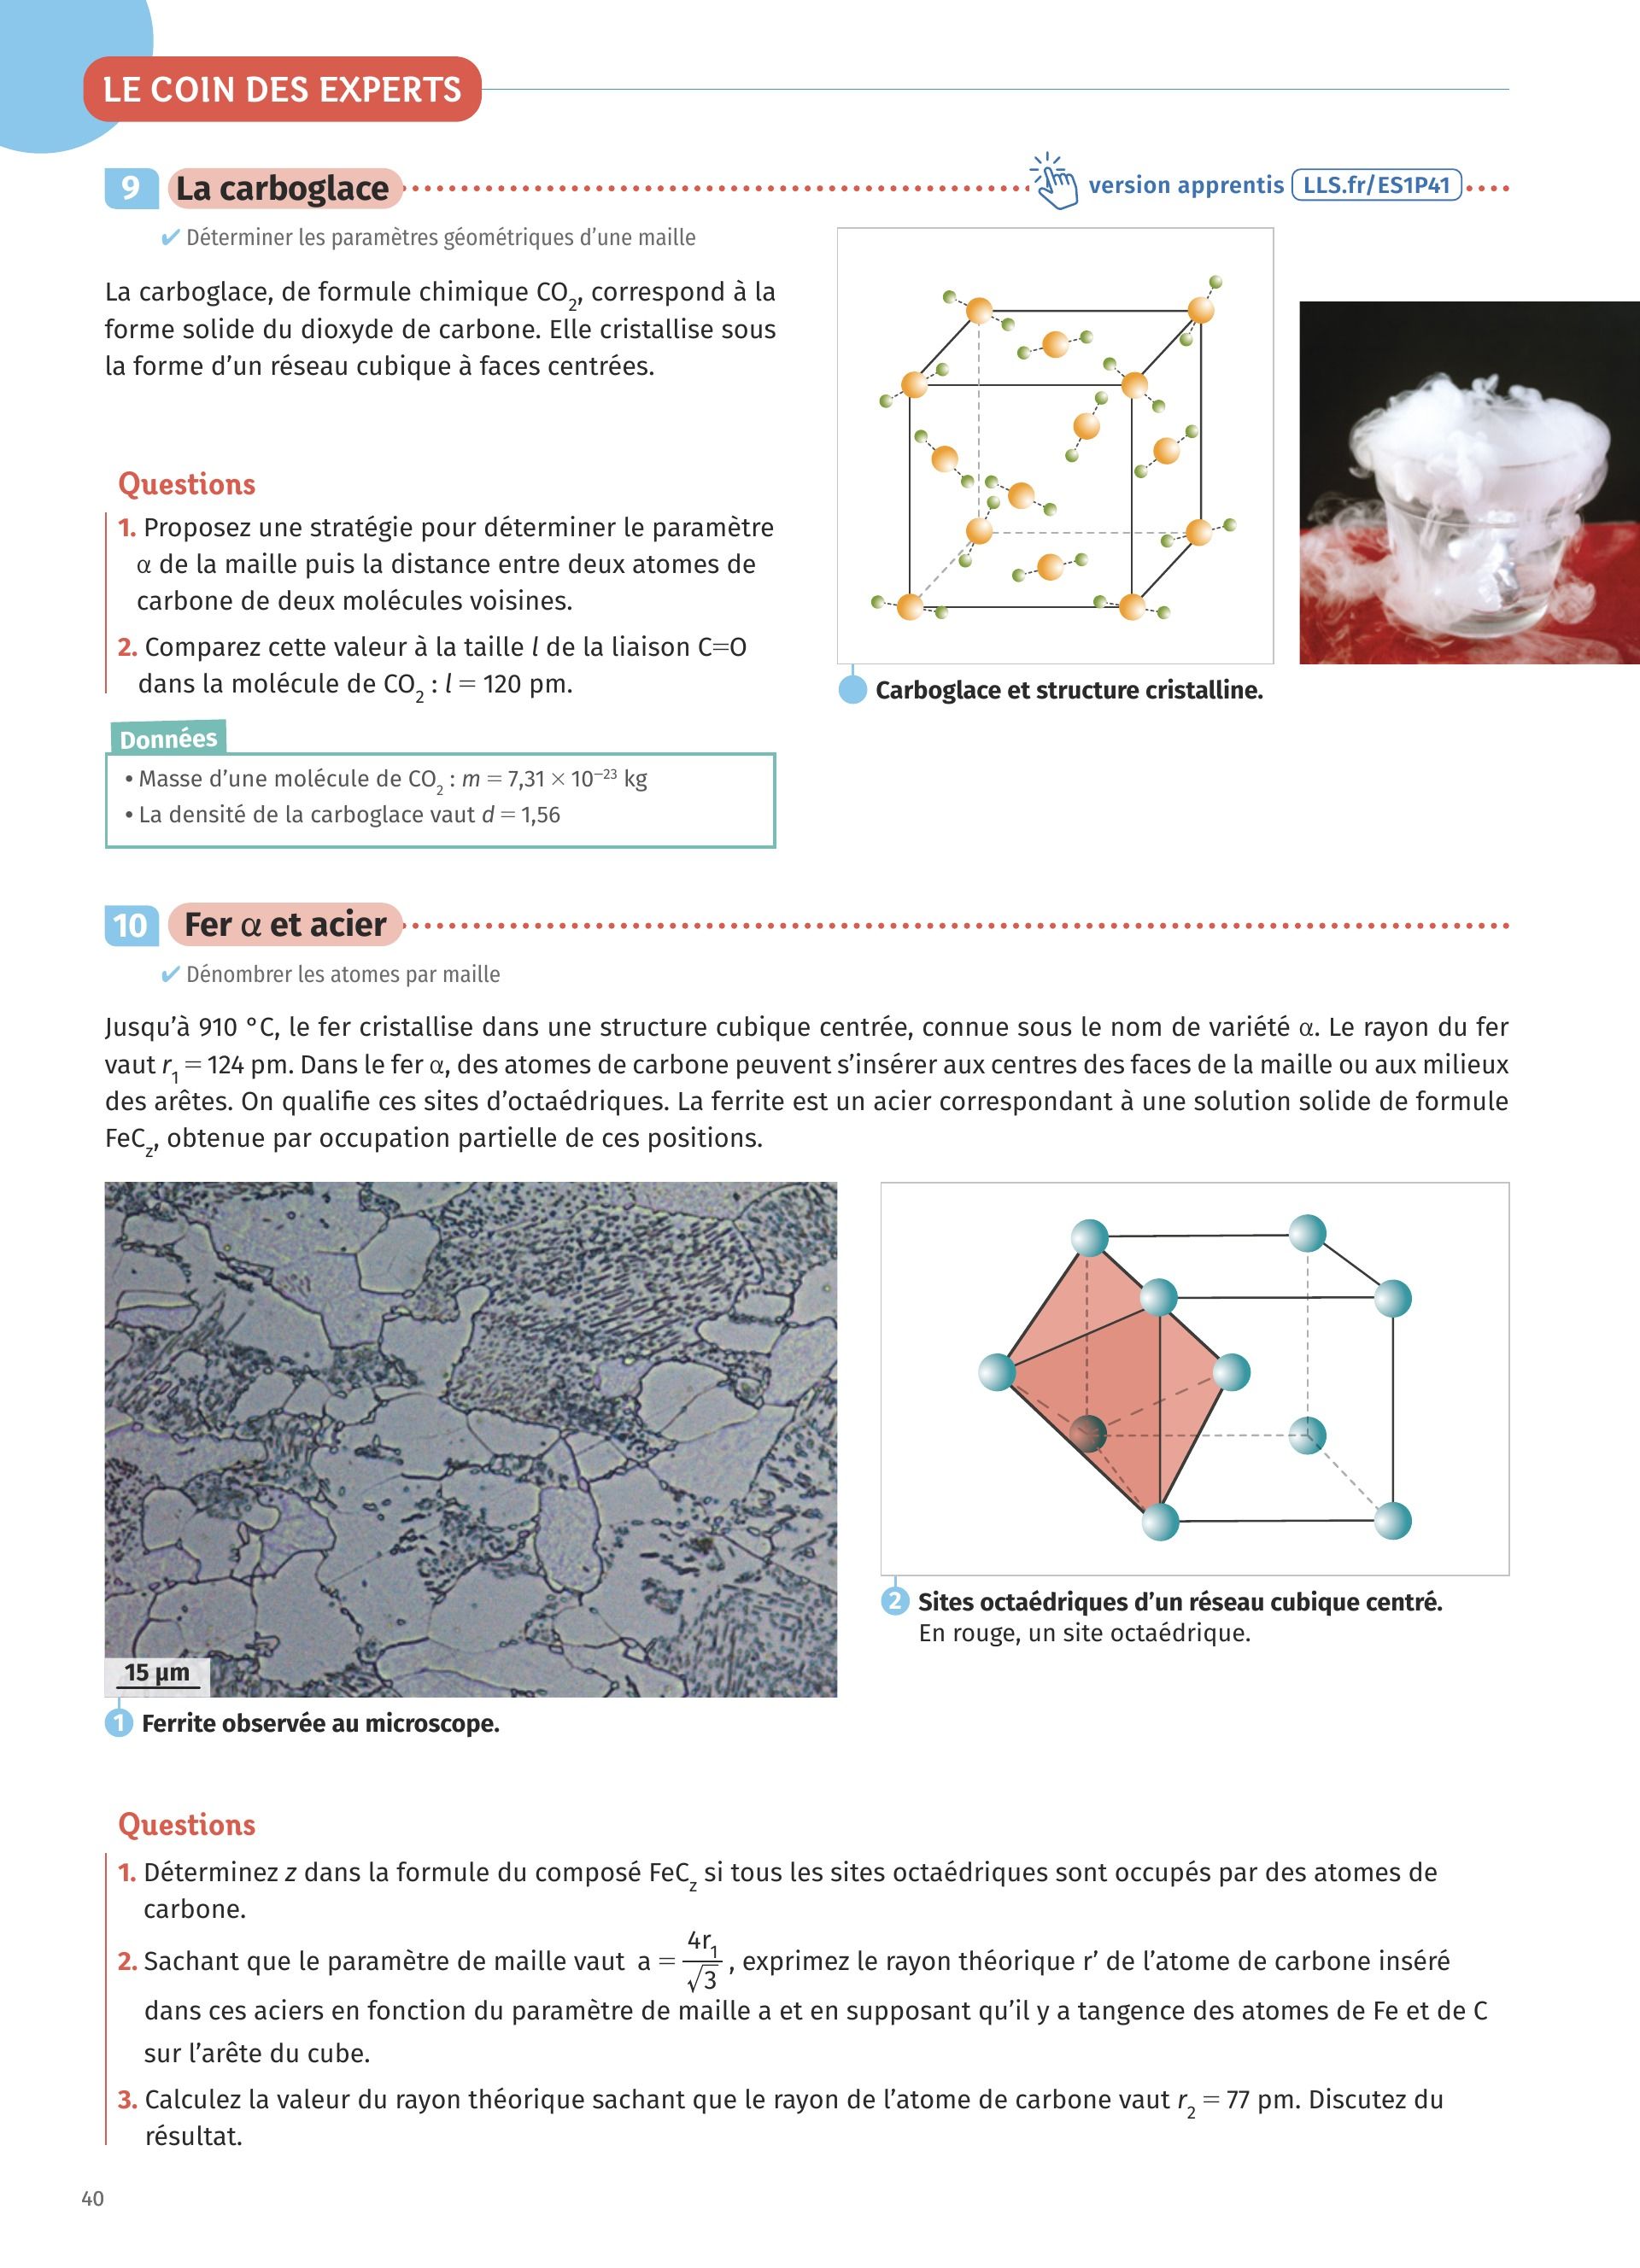 LE COIN DES EXPERTS
9 La carboglace
version apprentis LLS.fr/ES1P41
✔ Déterminer les paramètres géométriques d’une maille
La carboglace, de formule chimique CO₂, correspond à la
forme solide du dioxyde de carbone. Elle cristallise sous
la forme d’un réseau cubique à faces centrées.
Questions
1. Proposez une stratégie pour déterminer le paramètre
α de la maille puis la distance entre deux atomes de
carbone de deux molécules voisines.
2. Comparez cette valeur à la taille l de la liaison C=O
dans la molécule de CO₂ : l = 120 pm.
Données
• Masse d’une molécule de CO₂ : m = 7,31 × 10⁻²³ kg
• La densité de la carboglace vaut d = 1,56
Carboglace et structure cristalline.
10 Fer α et acier
✔ Dénombrer les atomes par maille
Jusqu’à 910 °C, le fer cristallise dans une structure cubique centrée, connue sous le nom de variété α. Le rayon du fer
vaut r₁ = 124 pm. Dans le fer α, des atomes de carbone peuvent s’insérer aux centres des faces de la maille ou aux milieux
des arêtes. On qualifie ces sites d’octaédriques. La ferrite est un acier correspondant à une solution solide de formule
FeC_z, obtenue par occupation partielle de ces positions.
15 µm
1 Ferrite observée au microscope.
2 Sites octaédriques d’un réseau cubique centré.
En rouge, un site octaédrique.
Questions
1. Déterminez z dans la formule du composé FeC_z si tous les sites octaédriques sont occupés par des atomes de
carbone.
2. Sachant que le paramètre de maille vaut a = 4r₁/√3, exprimez le rayon théorique r’ de l’atome de carbone inséré
dans ces aciers en fonction du paramètre de maille a et en supposant qu’il y a tangence des atomes de Fe et de C
sur l’arête du cube.
3. Calculez la valeur du rayon théorique sachant que le rayon de l’atome de carbone vaut r₂ = 77 pm. Discutez du
résultat.
40